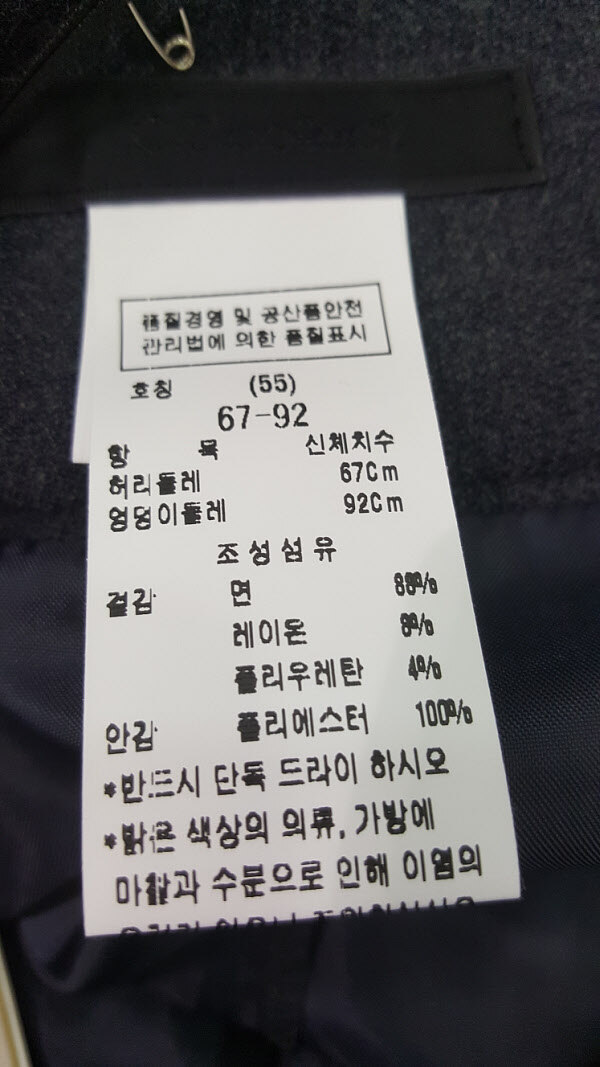 품질경영 및 공산품안전
관리법에 의한 품질표시
호칭 (55)
67-92
항 목 신체치수
허리둘레 67Cm
엉덩이둘레 92Cm
조성섬유
겉감 면 88%
레이온 8%
폴리우레탄 4%
안감 폴리에스터 100%
*반드시 단독 드라이 하시오
*밝은 색상의 의류, 가방에
마찰과 수분으로 인해 이염의